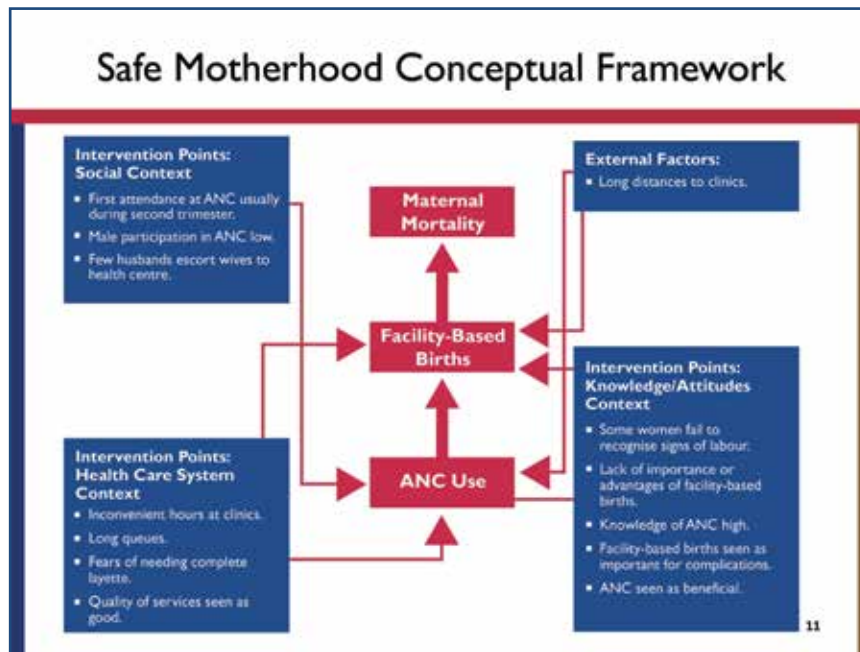 Safe Motherhood Conceptual Framework
Intervention Points:
Social Context
▪ First attendance at ANC usually
during second trimester.
▪ Male participation in ANC low.
▪ Few husbands escort wives to
health centre.
External Factors:
▪ Long distances to clinics.
Maternal
Mortality
Facility-Based
Births
ANC Use
Intervention Points:
Health Care System
Context
▪ Inconvenient hours at clinics.
▪ Long queues.
▪ Fears of needing complete
layette.
▪ Quality of services seen as
good.
Intervention Points:
Knowledge/Attitudes
Context
▪ Some women fail to
recognise signs of labour.
▪ Lack of importance or
advantages of facility-based
births.
▪ Knowledge of ANC high.
▪ Facility-based births seen as
important for complications.
▪ ANC seen as beneficial.
11